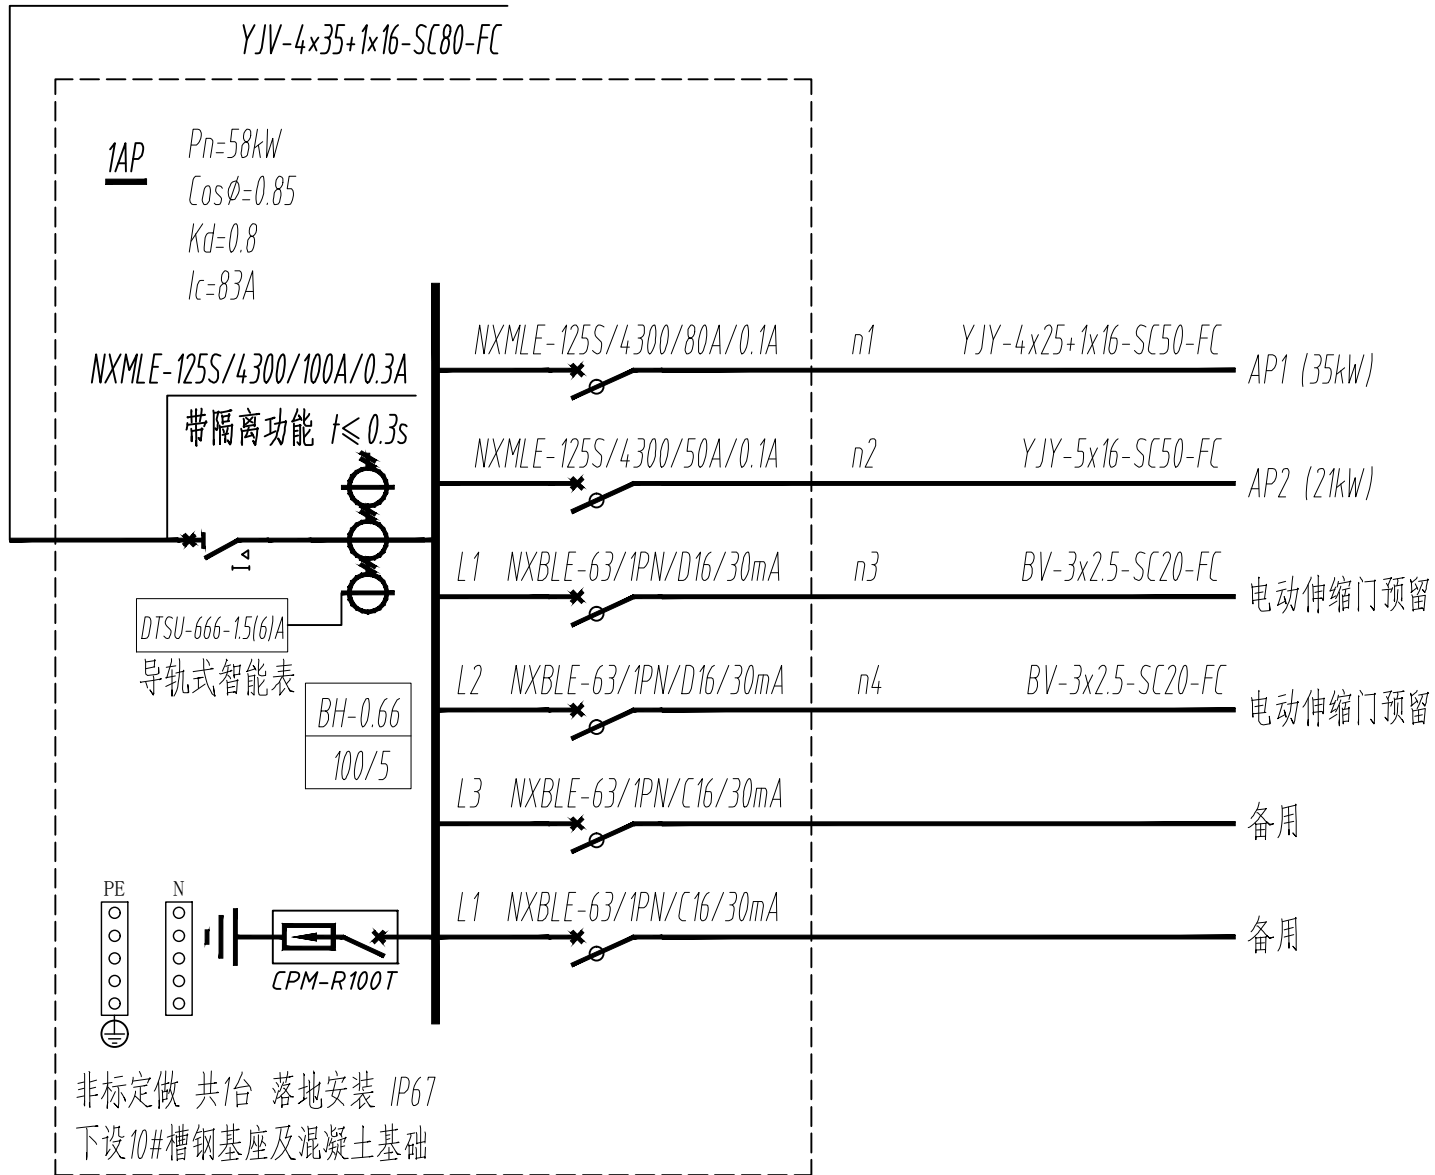 YJV-4x35+1x16-SC80-FC
1AP
Pn=58kW
CosØ=0.85
Kd=0.8
Ic=83A
NXMLE-125S/4300/100A/0.3A
带隔离功能 t≤0.3s
NXMLE-125S/4300/80A/0.1A n1 YJY-4x25+1x16-SC50-FC AP1 (35kW)
NXMLE-125S/4300/50A/0.1A n2 YJY-5x16-SC50-FC AP2 (21kW)
L1 NXBLE-63/1PN/D16/30mA n3 BV-3x2.5-SC20-FC 电动伸缩门预留
DTSU-666-1.5(6)A
导轨式智能表
L2 NXBLE-63/1PN/D16/30mA n4 BV-3x2.5-SC20-FC 电动伸缩门预留
BH-0.66
100/5
L3 NXBLE-63/1PN/C16/30mA 备用
L1 NXBLE-63/1PN/C16/30mA 备用
PE N
CPM-R100T
非标定做 共1台 落地安装 IP67
下设10#槽钢基座及混凝土基础